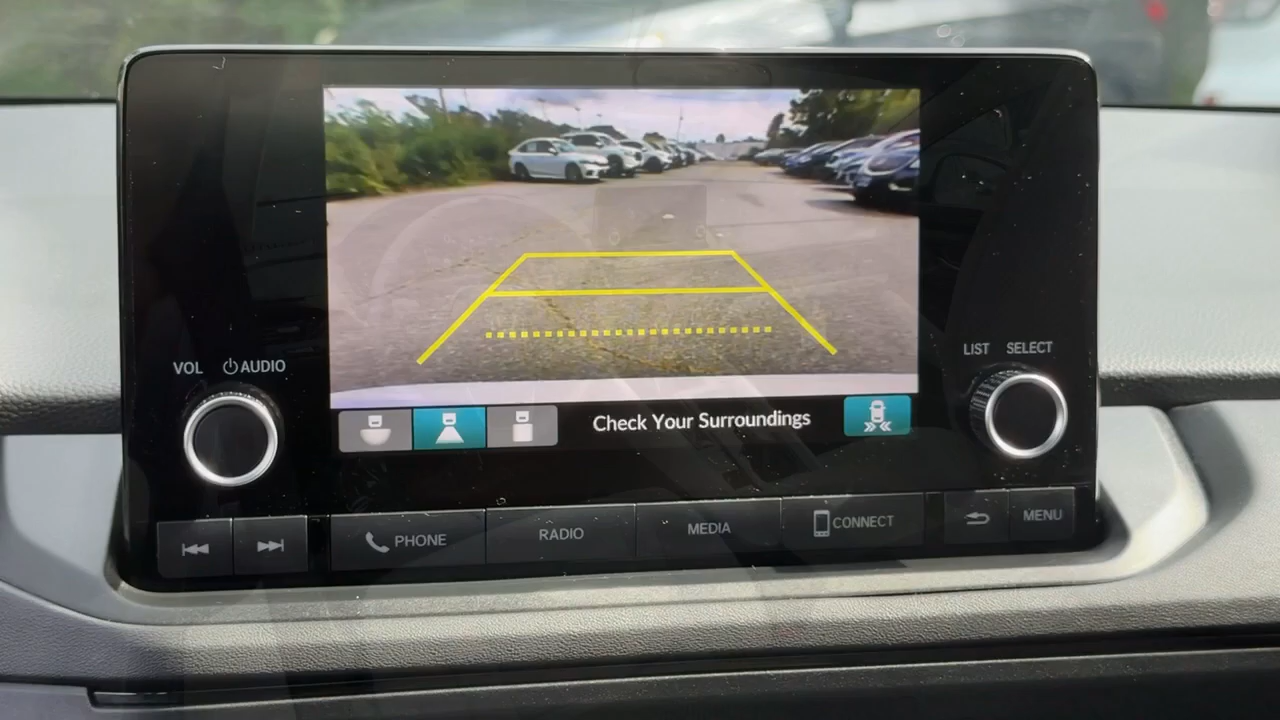 Check Your Surroundings
VOL AUDIO
LIST SELECT
PHONE
RADIO
MEDIA
CONNECT
MENU